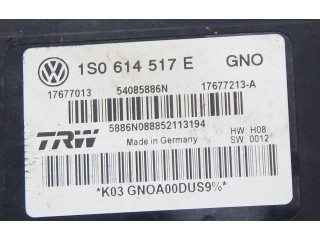 1S0 614 517 E GNO
17677013 54085886N 17677213-A
5886N088852113194
TRW Made in Germany HW: H08
SW: 0012
*K03 GNOA00DUS9%*